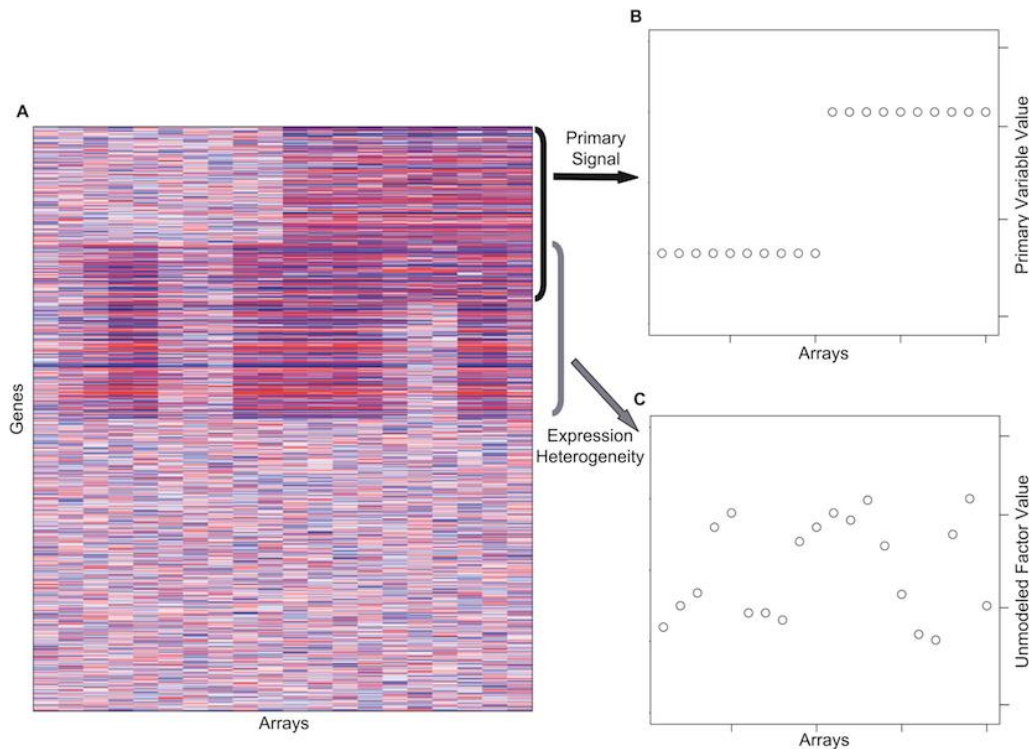 A
Genes
Arrays
Primary
Signal
Expression
Heterogeneity
B
Primary Variable Value
Arrays
C
Unmodeled Factor Value
Arrays